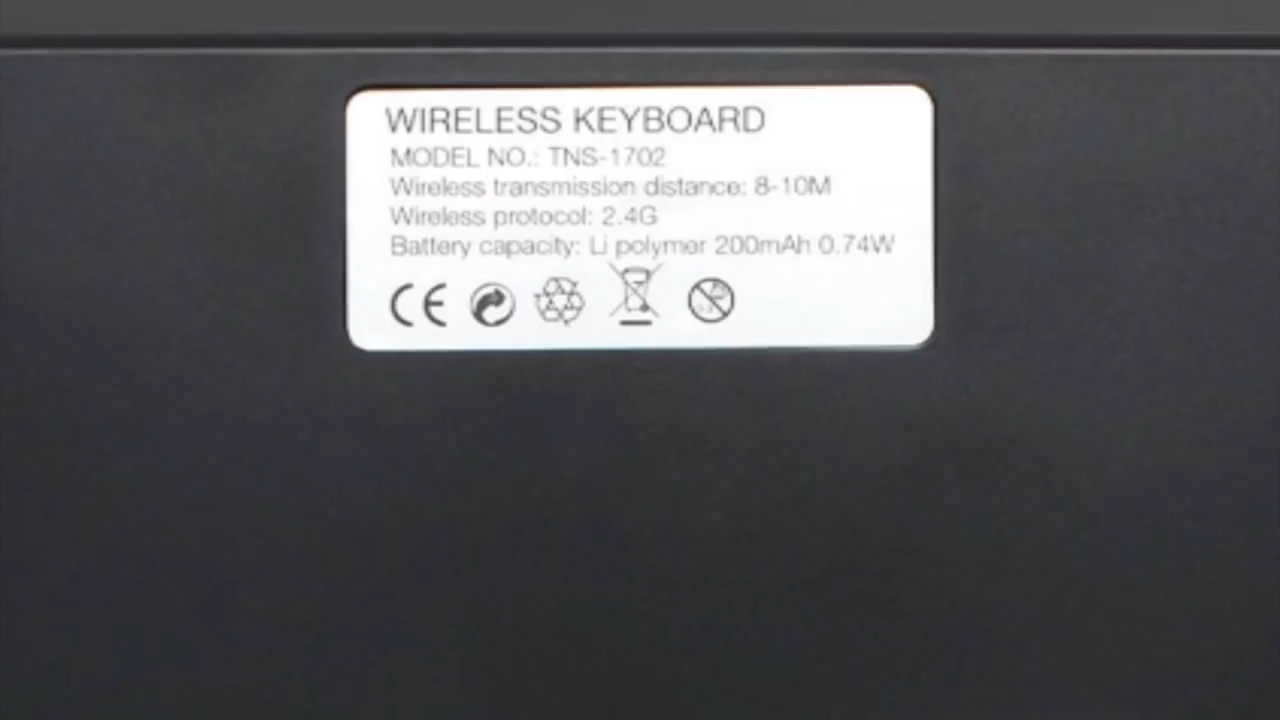 WIRELESS KEYBOARD
MODEL NO.: TNS-1702
Wireless transmission distance: 8-10M
Wireless protocol: 2.4G
Battery capacity: Li polymer 200mAh 0.74W
CE